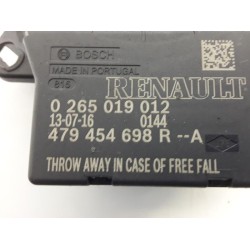 BOSCH
RENAULT
MADE IN PORTUGAL
815
0 265 019 012
13-07-16 0144
479 454 698 R --A
THROW AWAY IN CASE OF FREE FALL